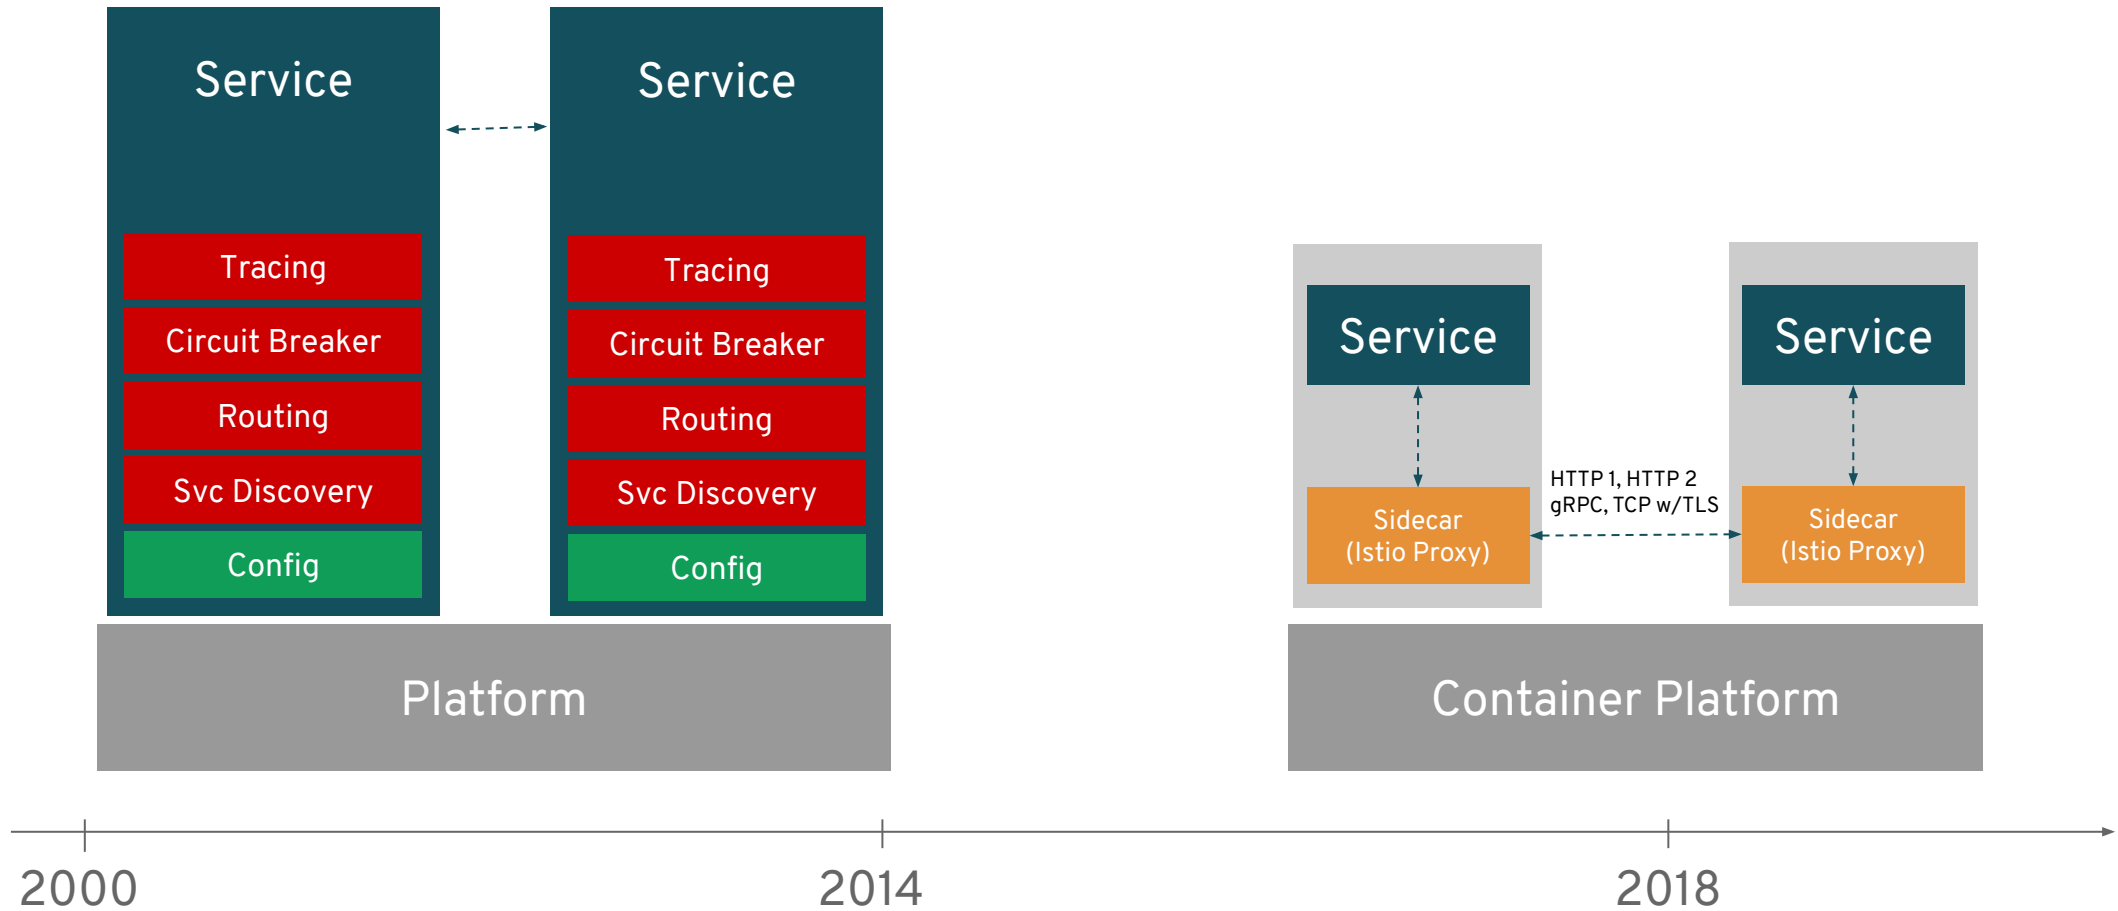 Service
Tracing
Circuit Breaker
Routing
Svc Discovery
Config
Service
Tracing
Circuit Breaker
Routing
Svc Discovery
Config
Platform
Service
Sidecar
(Istio Proxy)
HTTP 1, HTTP 2
gRPC, TCP w/TLS
Service
Sidecar
(Istio Proxy)
Container Platform
2000
2014
2018